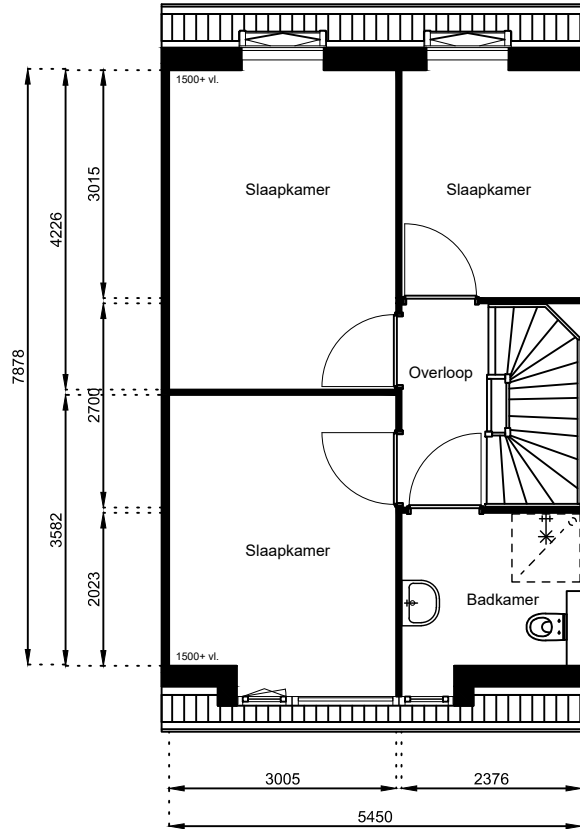 1500+ vl.
Slaapkamer
Slaapkamer
3015
4226
7878
Overloop
2700
3582
Slaapkamer
2023
Badkamer
1500+ vl.
3005
2376
5450